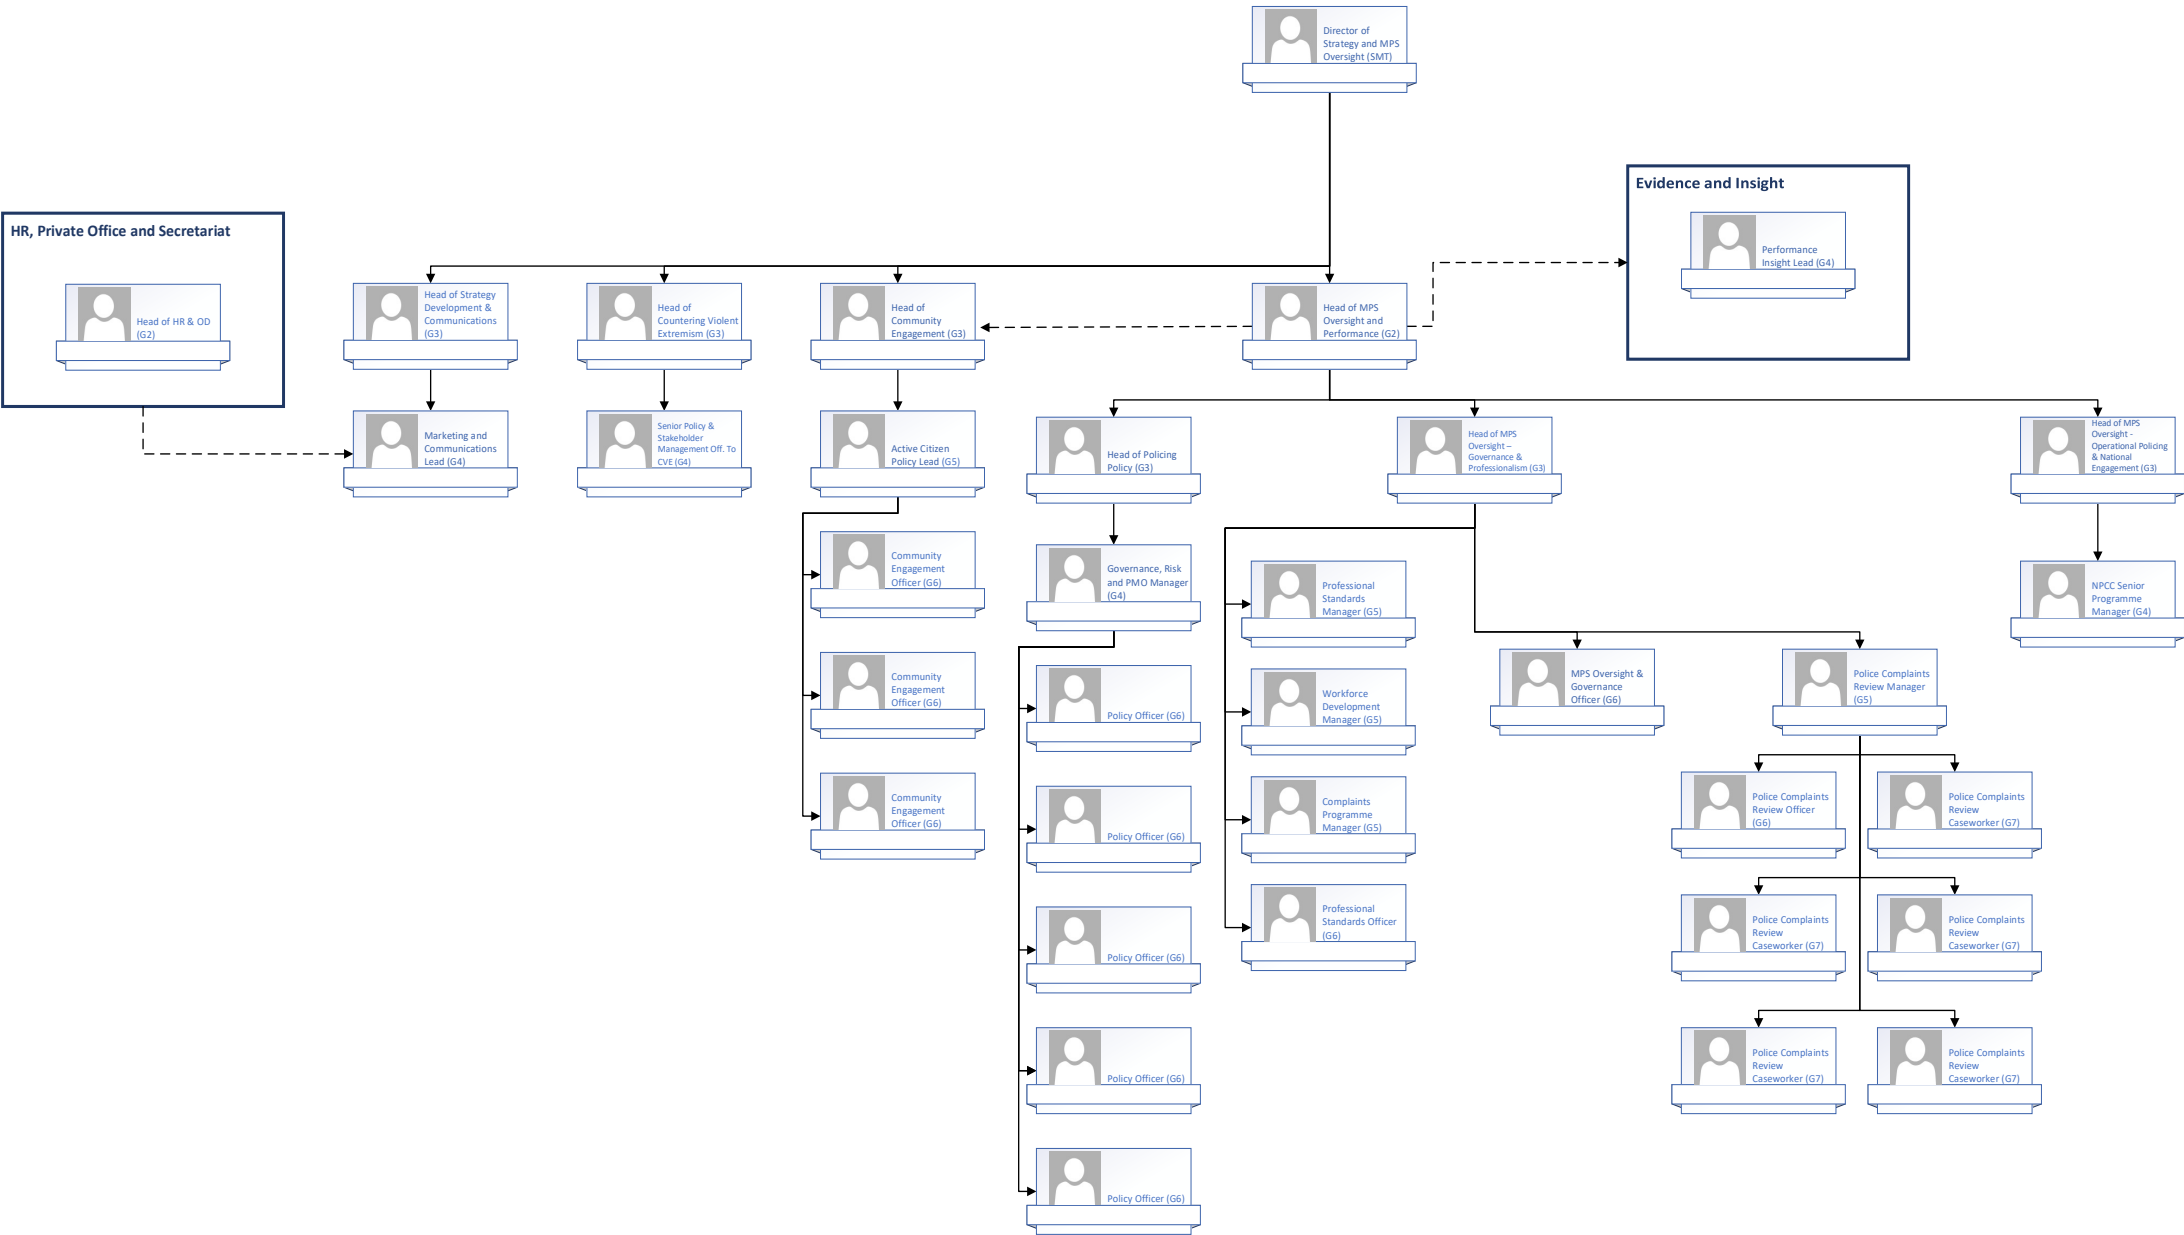 Director of
Strategy and MPS
Oversight (SMT)
Evidence and Insight
Performance
Insight Lead (G4)
HR, Private Office and Secretariat
Head of HR & OD
(G2)
Head of Strategy
Development &
Communications
(G3)
Head of
Countering Violent
Extremism (G3)
Head of
Community
Engagement (G3)
Head of MPS
Oversight and
Performance (G2)
Marketing and
Communications
Lead (G4)
Senior Policy &
Stakeholder
Management Off. To
CVE (G4)
Active Citizen
Policy Lead (G5)
Head of Policing
Policy (G3)
Head of MPS
Oversight –
Governance &
Professionalism (G3)
Head of MPS
Oversight -
Operational Policing
& National
Engagement (G3)
Community
Engagement
Officer (G6)
Community
Engagement
Officer (G6)
Community
Engagement
Officer (G6)
Governance, Risk
and PMO Manager
(G4)
Policy Officer (G6)
Policy Officer (G6)
Policy Officer (G6)
Policy Officer (G6)
Policy Officer (G6)
Professional
Standards
Manager (G5)
Workforce
Development
Manager (G5)
Complaints
Programme
Manager (G5)
Professional
Standards Officer
(G6)
MPS Oversight &
Governance
Officer (G6)
Police Complaints
Review Manager
(G5)
NPCC Senior
Programme
Manager (G4)
Police Complaints
Review Officer
(G6)
Police Complaints
Review
Caseworker (G7)
Police Complaints
Review
Caseworker (G7)
Police Complaints
Review
Caseworker (G7)
Police Complaints
Review
Caseworker (G7)
Police Complaints
Review
Caseworker (G7)